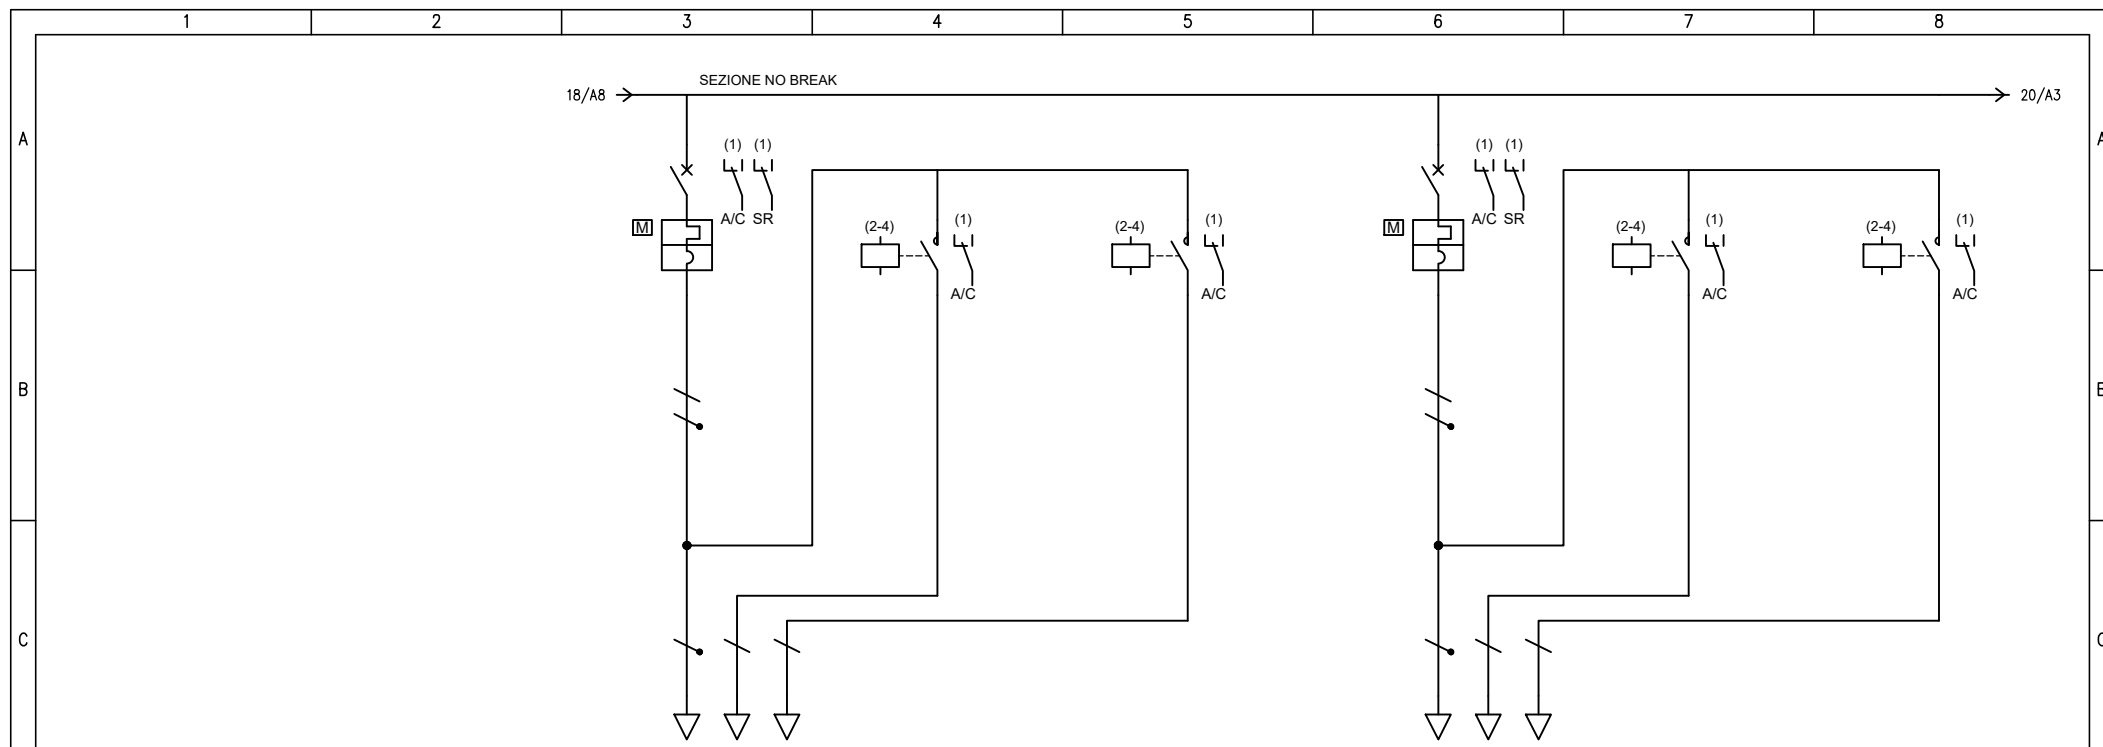 1 2 3 4 5 6 7 8
SEZIONE NO BREAK
18/A8 20/A3
A A
(1) (1) (1) (1)
A/C SR A/C SR
M (2-4) (1) (2-4) (1) M (2-4) (1) (2-4) (1)
A/C A/C A/C A/C
B B
C C